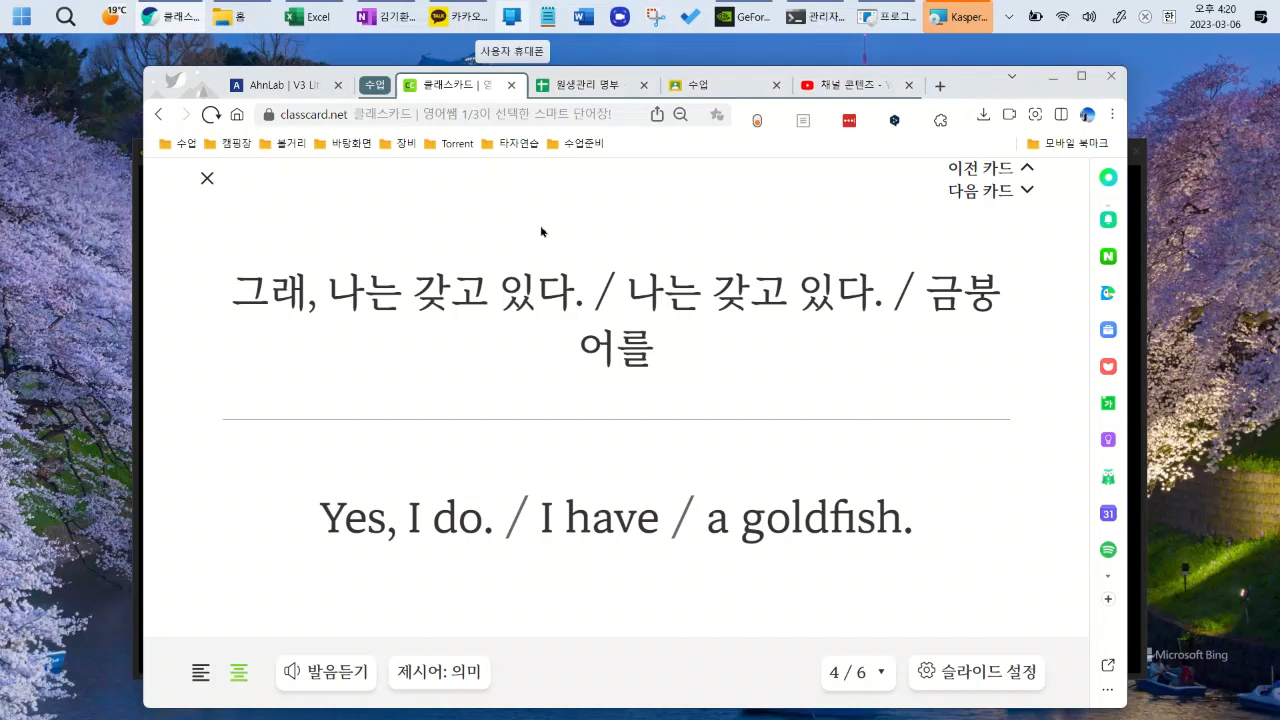 19°C
클래스...
홈
Excel
김기환...
카카오...
GeFor...
관리자...
프로그...
Kasper...
한
오후 4:20
2023-03-06
사용자 휴대폰
AhnLab | V3 Lit
수업
클래스카드 | 영
원생관리 명부
수업
채널 콘텐츠 - Y
classcard.net 클래스카드 | 영어쌤 1/3이 선택한 스마트 단어장!
수업
캠핑장
볼거리
바탕화면
장비
Torrent
타자연습
수업준비
모바일 북마크
이전 카드
다음 카드
그래, 나는 갖고 있다. / 나는 갖고 있다. / 금붕
어를
Yes, I do. / I have / a goldfish.
발음듣기
제시어: 의미
4 / 6
슬라이드 설정
31
Microsoft Bing